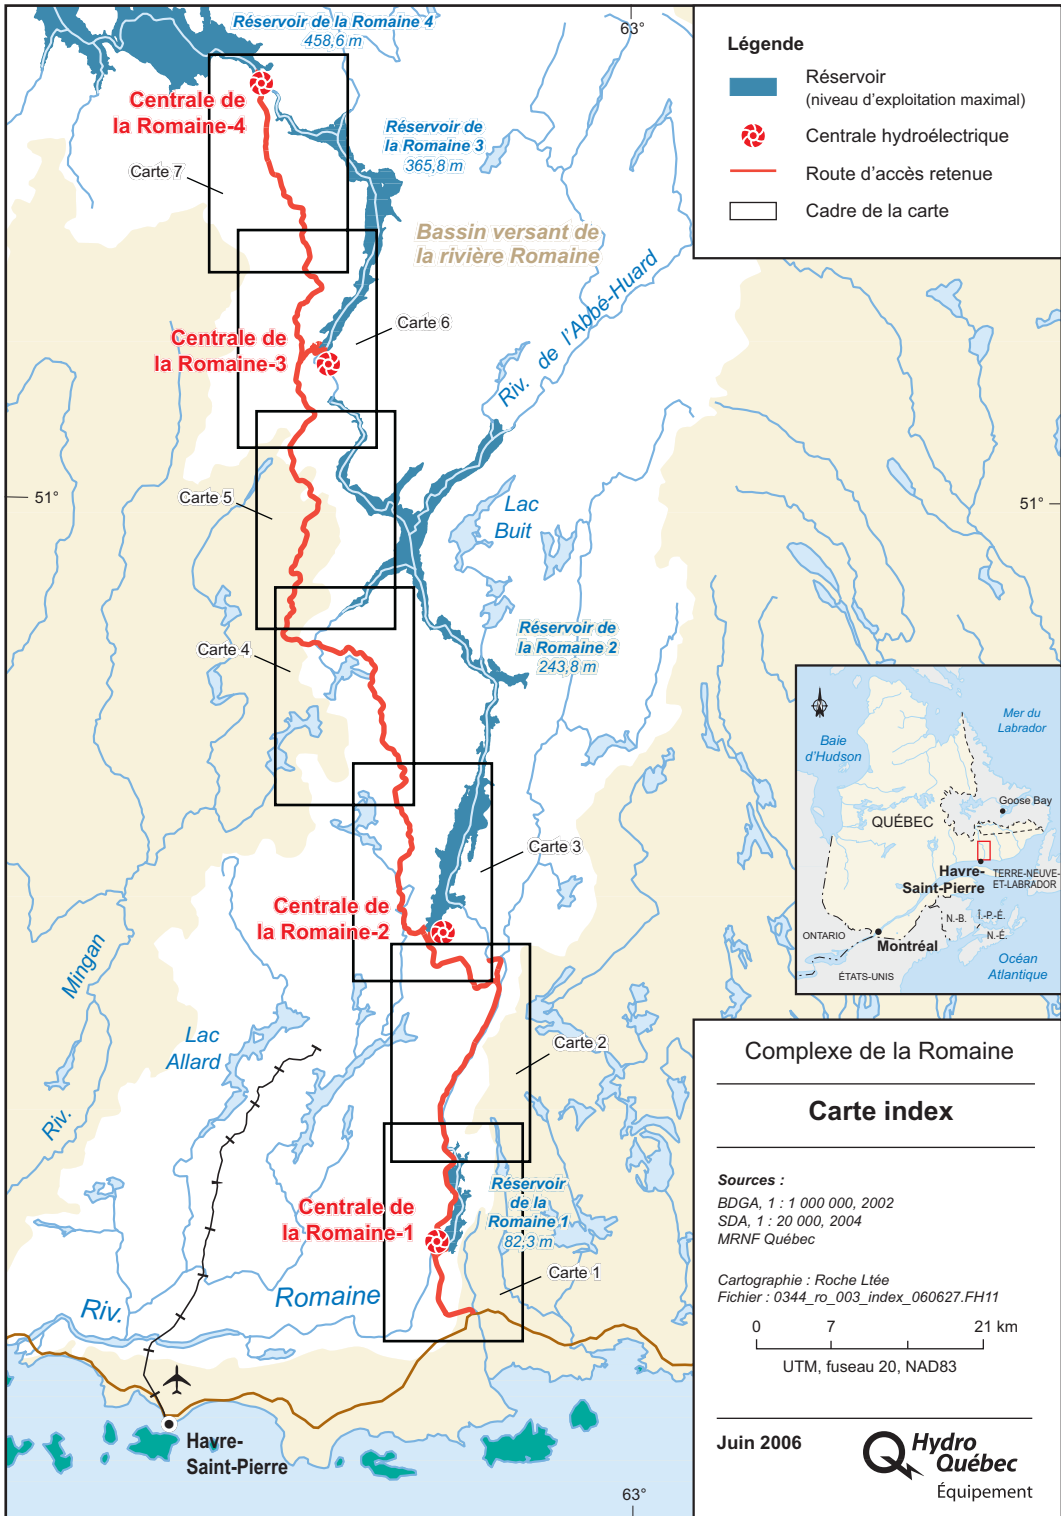 Réservoir de la Romaine 4
458,6 m
63°
Légende
Réservoir
(niveau d'exploitation maximal)
Centrale hydroélectrique
Route d'accès retenue
Cadre de la carte
Centrale de
la Romaine-4
Réservoir de
la Romaine 3
365,8 m
Carte 7
Bassin versant de
la rivière Romaine
Riv. de l'Abbé-Huard
Carte 6
Centrale de
la Romaine-3
51°
Carte 5
Lac
Buit
51°
Réservoir de
la Romaine 2
243,8 m
Carte 4
Mer du
Labrador
Baie
d'Hudson
Goose Bay
QUÉBEC
Havre-
Saint-Pierre
TERRE-NEUVE-
ET-LABRADOR
N.-B.
Î.-P.-É.
N.-É.
ONTARIO
Montréal
ÉTATS-UNIS
Océan
Atlantique
Carte 3
Centrale de
la Romaine-2
Riv. Mingan
Lac
Allard
Carte 2
Réservoir
de la
Romaine 1
82,3 m
Centrale de
la Romaine-1
Carte 1
Riv. Romaine
Havre-
Saint-Pierre
63°
Complexe de la Romaine
Carte index
Sources :
BDGA, 1 : 1 000 000, 2002
SDA, 1 : 20 000, 2004
MRNF Québec
Cartographie : Roche Ltée
Fichier : 0344_ro_003_index_060627.FH11
0 7 21 km
UTM, fuseau 20, NAD83
Juin 2006
Hydro
Québec
Équipement